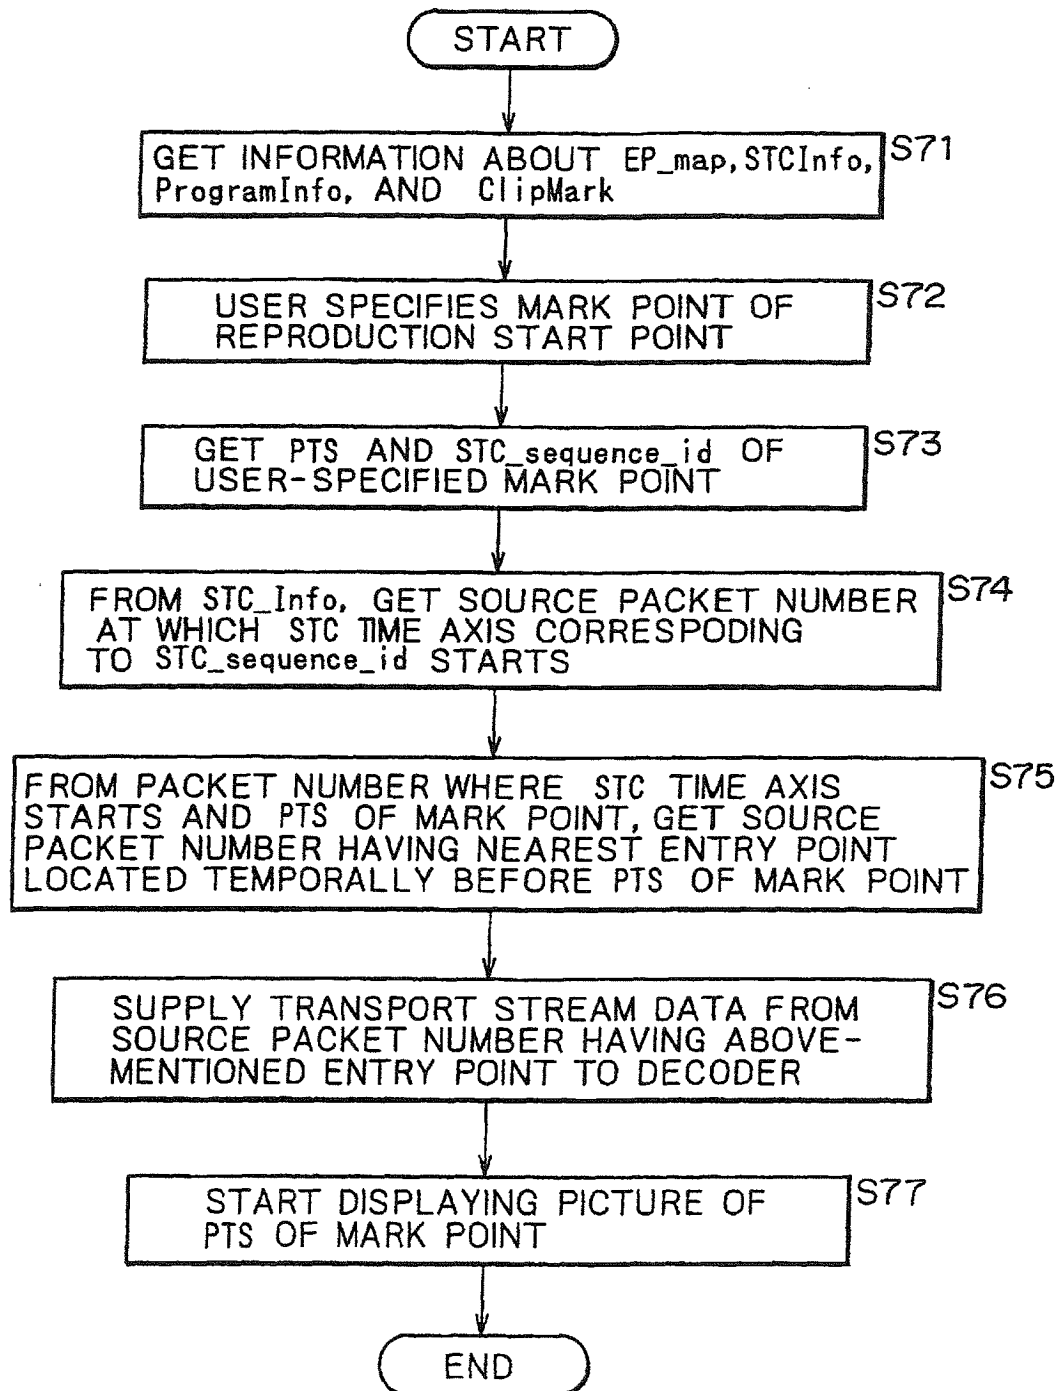 START
GET INFORMATION ABOUT EP_map, STCInfo,
ProgramInfo, AND ClipMark
S71
USER SPECIFIES MARK POINT OF
REPRODUCTION START POINT
S72
GET PTS AND STC_sequence_id OF
USER-SPECIFIED MARK POINT
S73
FROM STC_Info, GET SOURCE PACKET NUMBER
AT WHICH STC TIME AXIS CORRESPODING
TO STC_sequence_id STARTS
S74
FROM PACKET NUMBER WHERE STC TIME AXIS
STARTS AND PTS OF MARK POINT, GET SOURCE
PACKET NUMBER HAVING NEAREST ENTRY POINT
LOCATED TEMPORALLY BEFORE PTS OF MARK POINT
S75
SUPPLY TRANSPORT STREAM DATA FROM
SOURCE PACKET NUMBER HAVING ABOVE-
MENTIONED ENTRY POINT TO DECODER
S76
START DISPLAYING PICTURE OF
PTS OF MARK POINT
S77
END